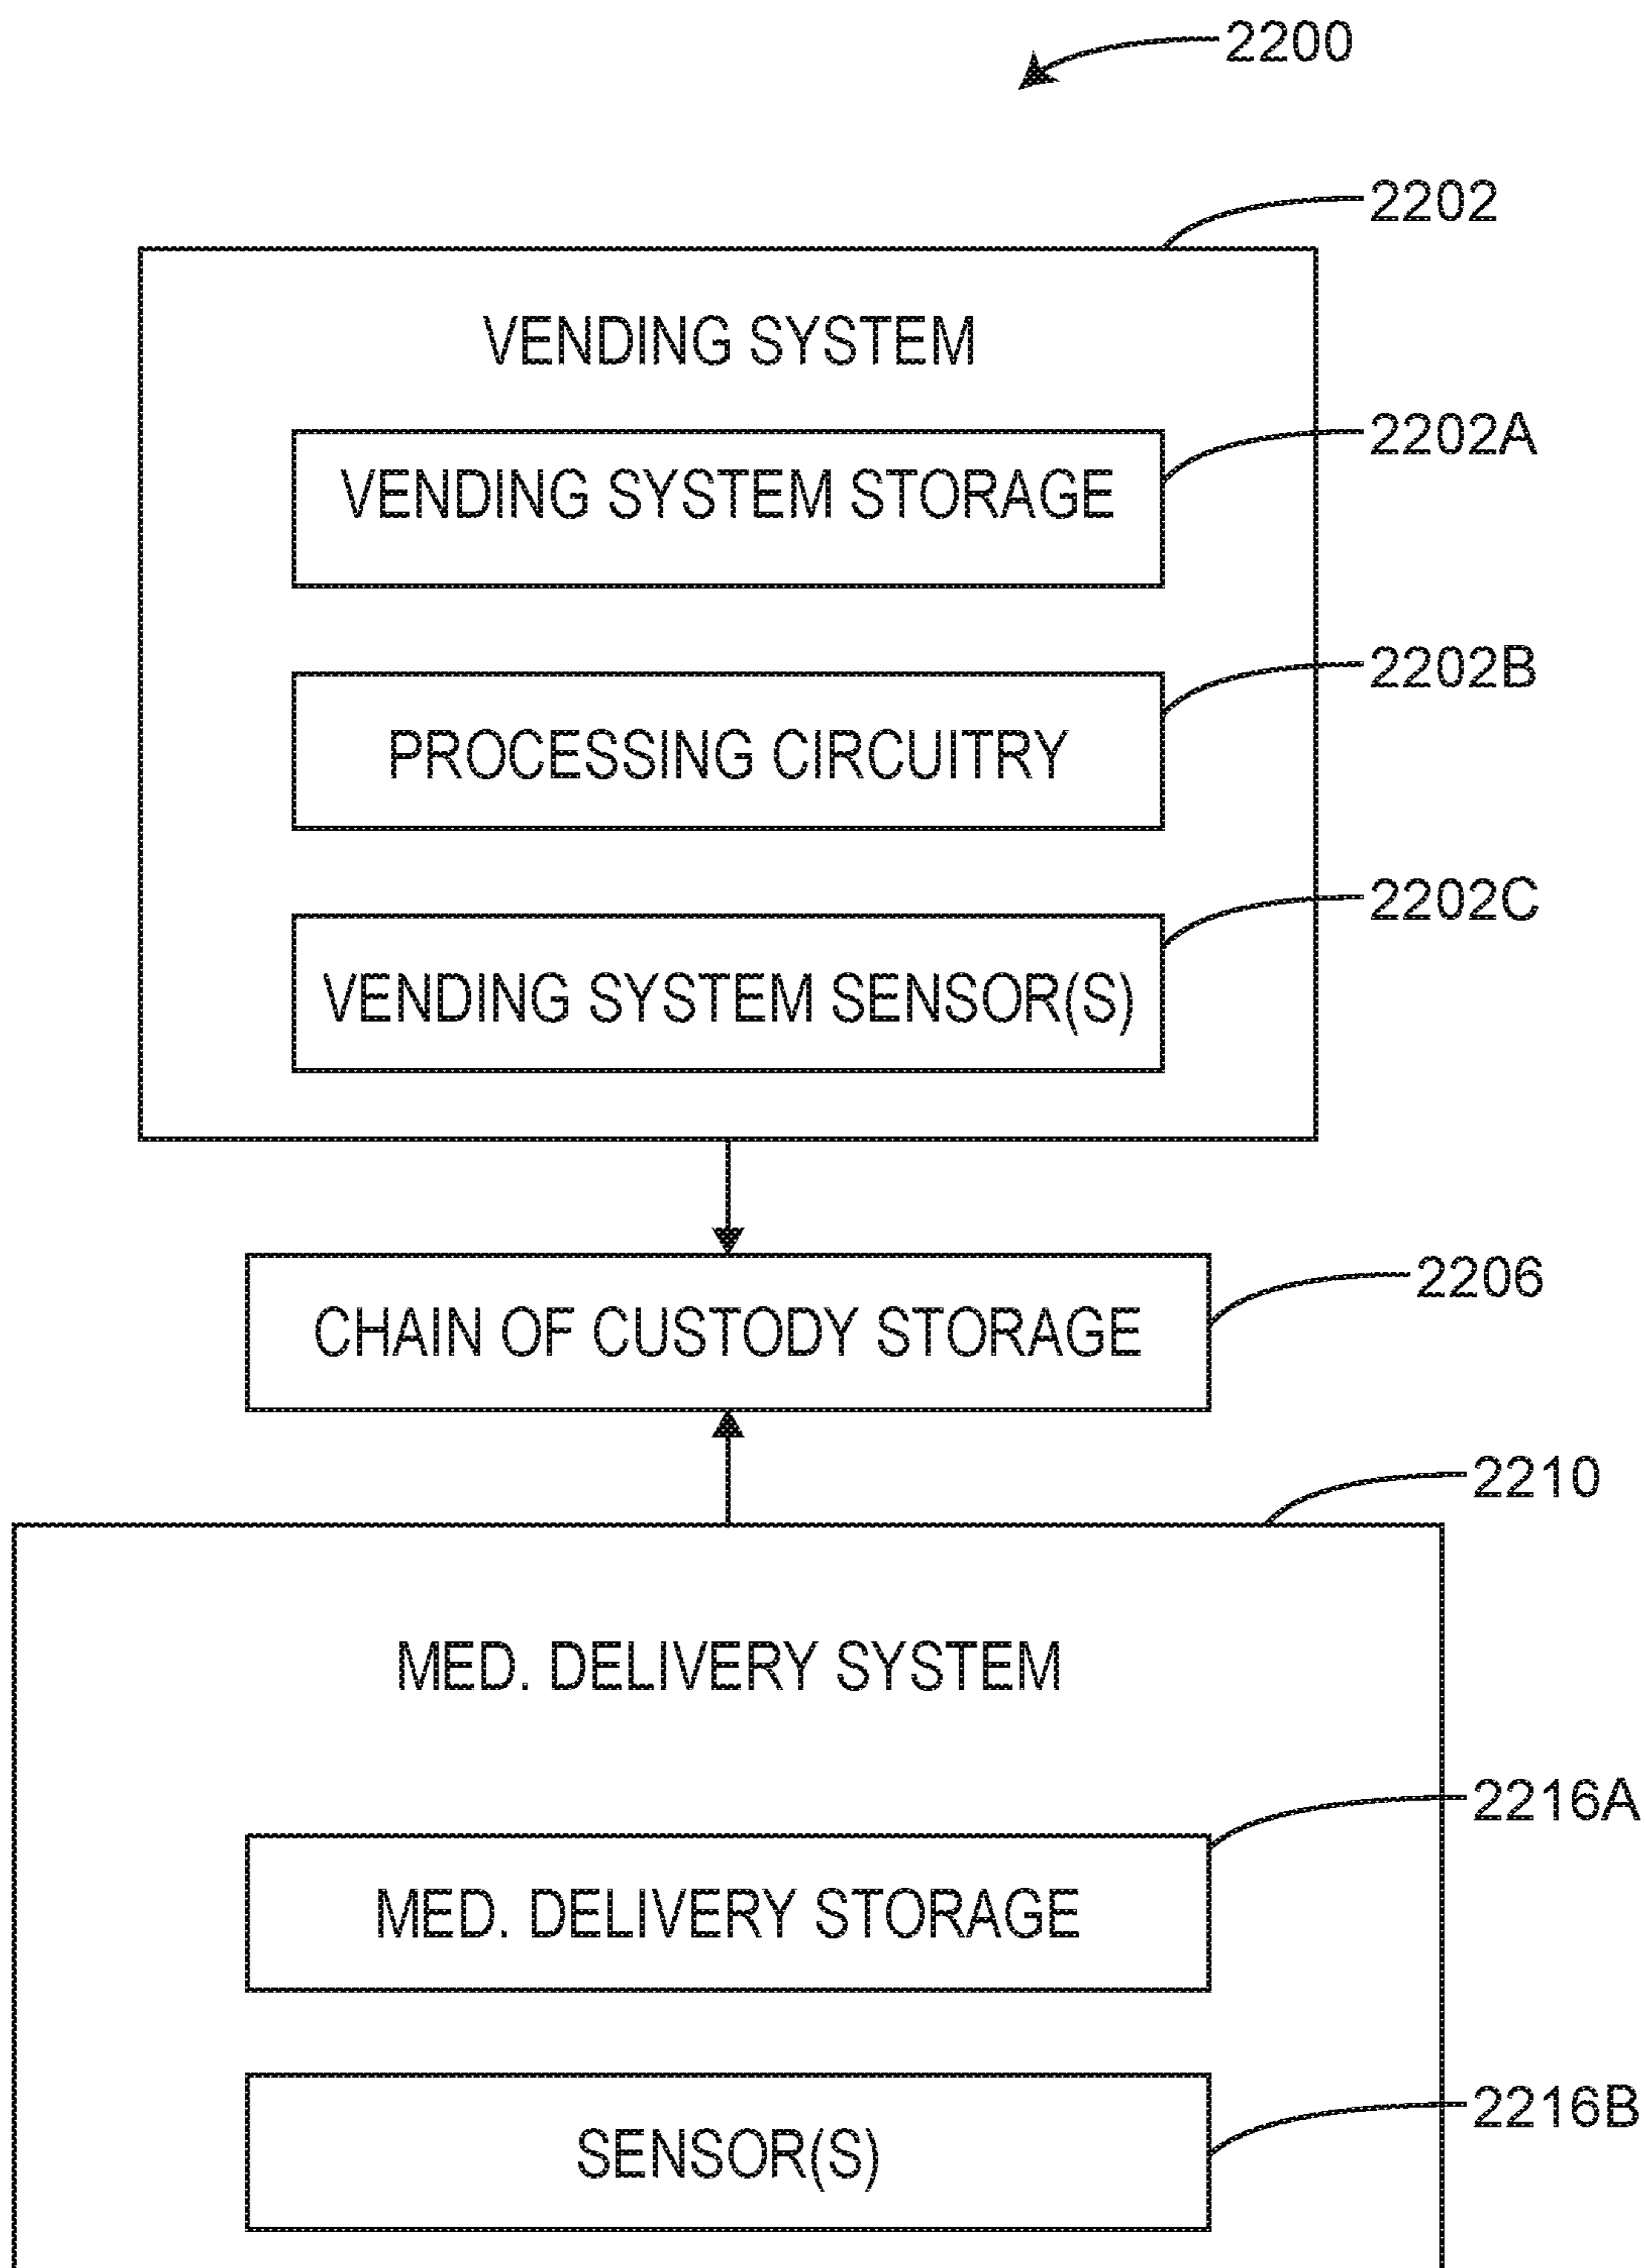 2200
2202
VENDING SYSTEM
2202A
VENDING SYSTEM STORAGE
2202B
PROCESSING CIRCUITRY
2202C
VENDING SYSTEM SENSOR(S)
2206
CHAIN OF CUSTODY STORAGE
2210
MED. DELIVERY SYSTEM
2216A
MED. DELIVERY STORAGE
2216B
SENSOR(S)